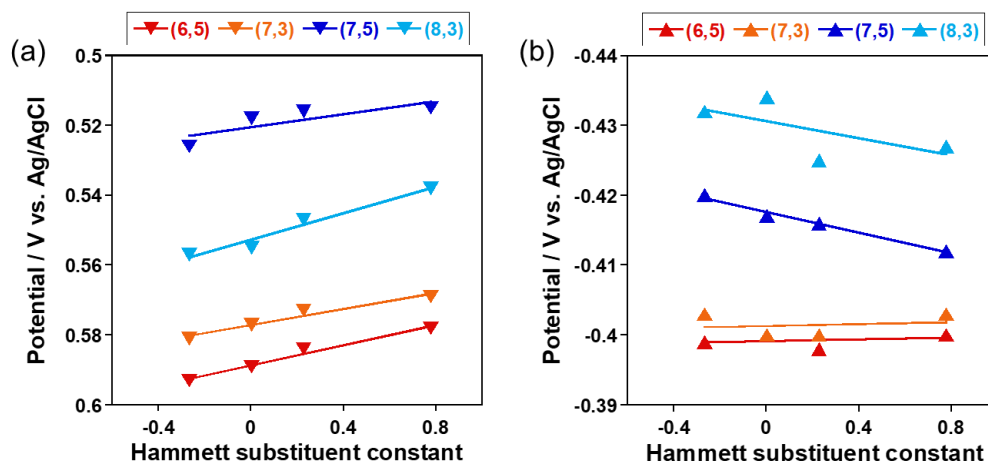 (a)
(6,5) (7,3) (7,5) (8,3)
Potential / V vs. Ag/AgCl
0.5
0.52
0.54
0.56
0.58
0.6
-0.4 0 0.4 0.8
Hammett substituent constant
(b)
(6,5) (7,3) (7,5) (8,3)
Potential / V vs. Ag/AgCl
-0.44
-0.43
-0.42
-0.41
-0.4
-0.39
-0.4 0 0.4 0.8
Hammett substituent constant